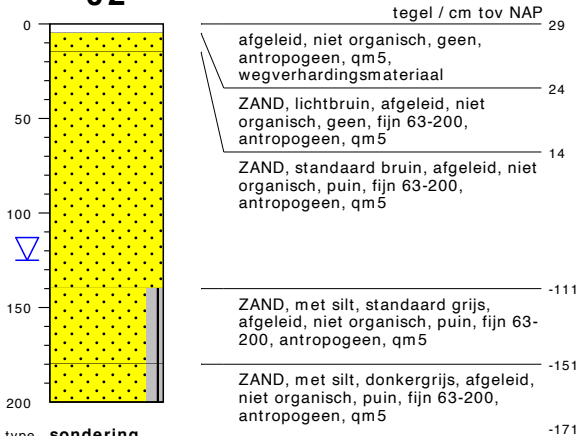 tegel / cm tov NAP
0
29
afgeleid, niet organisch, geen,
antropogeen, qm5,
wegverhardingsmateriaal
24
ZAND, lichtbruin, afgeleid, niet
organisch, geen, fijn 63-200,
antropogeen, qm5
50
14
ZAND, standaard bruin, afgeleid, niet
organisch, puin, fijn 63-200,
antropogeen, qm5
100
-111
150
ZAND, met silt, standaard grijs,
afgeleid, niet organisch, puin, fijn 63-
200, antropogeen, qm5
-151
ZAND, met silt, donkergrijs, afgeleid,
niet organisch, puin, fijn 63-200,
antropogeen, qm5
200
-171
type sondering